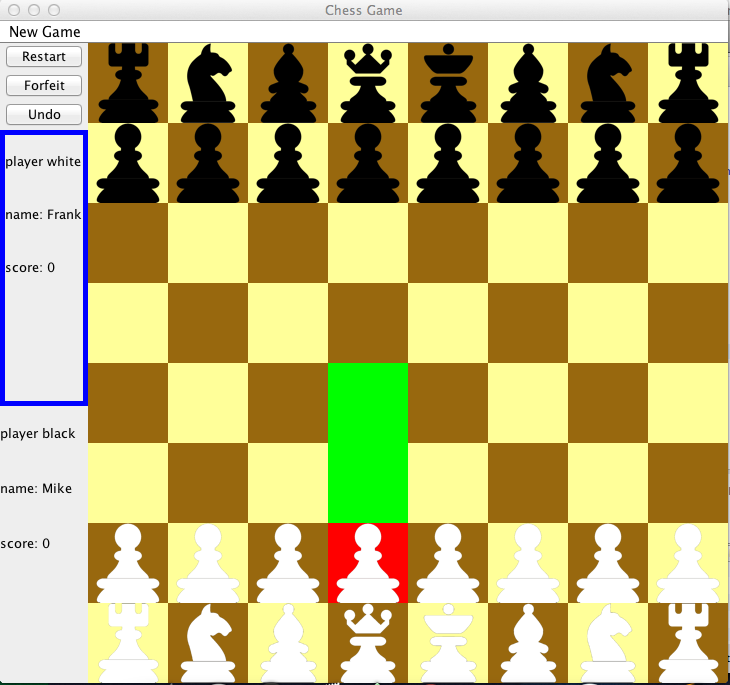 Chess Game
New Game
Restart
Forfeit
Undo
player white
name: Frank
score: 0
player black
name: Mike
score: 0